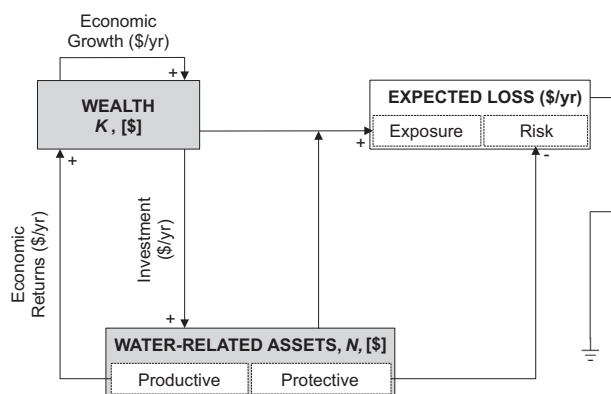 Economic
Growth ($/yr)
+
WEALTH
K, [$]
EXPECTED LOSS ($/yr)
Exposure
Risk
+
-
+
Economic
Returns ($/yr)
Investment
($/yr)
+
WATER-RELATED ASSETS, N, [$]
Productive
Protective